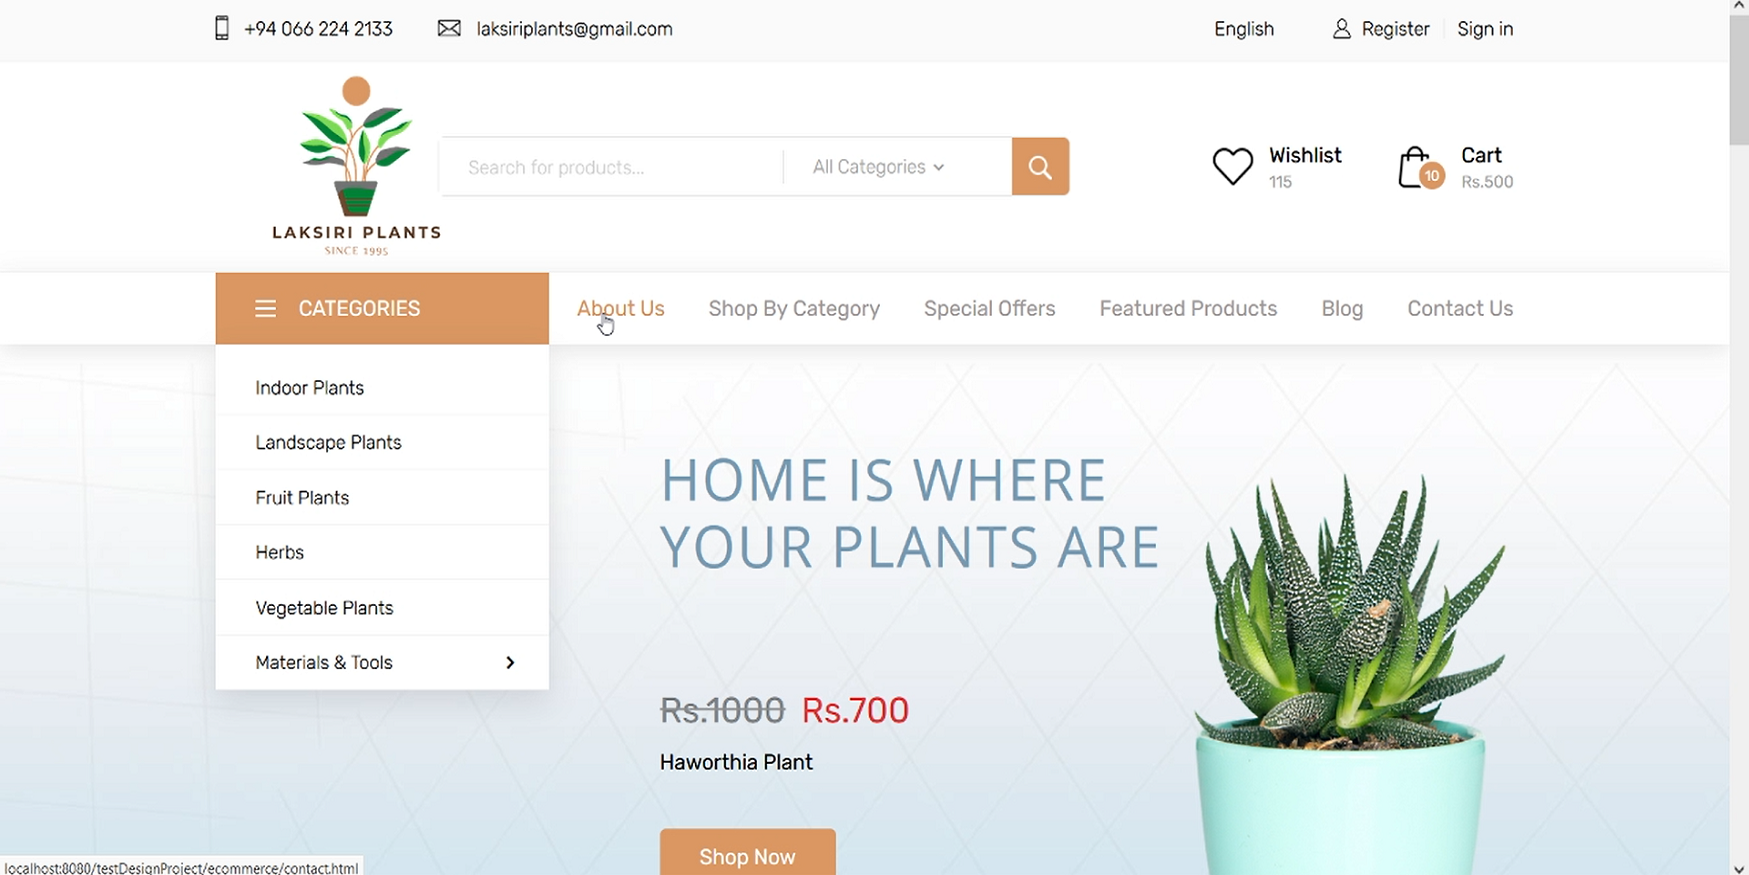 +94 066 224 2133
laksiriplants@gmail.com
English
Register
Sign in
LAKSIRI PLANTS
SINCE 1995
Search for products...
All Categories
Wishlist
115
10
Cart
Rs.500
CATEGORIES
About Us
Shop By Category
Special Offers
Featured Products
Blog
Contact Us
Indoor Plants
Landscape Plants
Fruit Plants
Herbs
Vegetable Plants
Materials & Tools
HOME IS WHERE
YOUR PLANTS ARE
Rs.1000 Rs.700
Haworthia Plant
Shop Now
localhost:8080/testDesignProject/ecommerce/contact.html